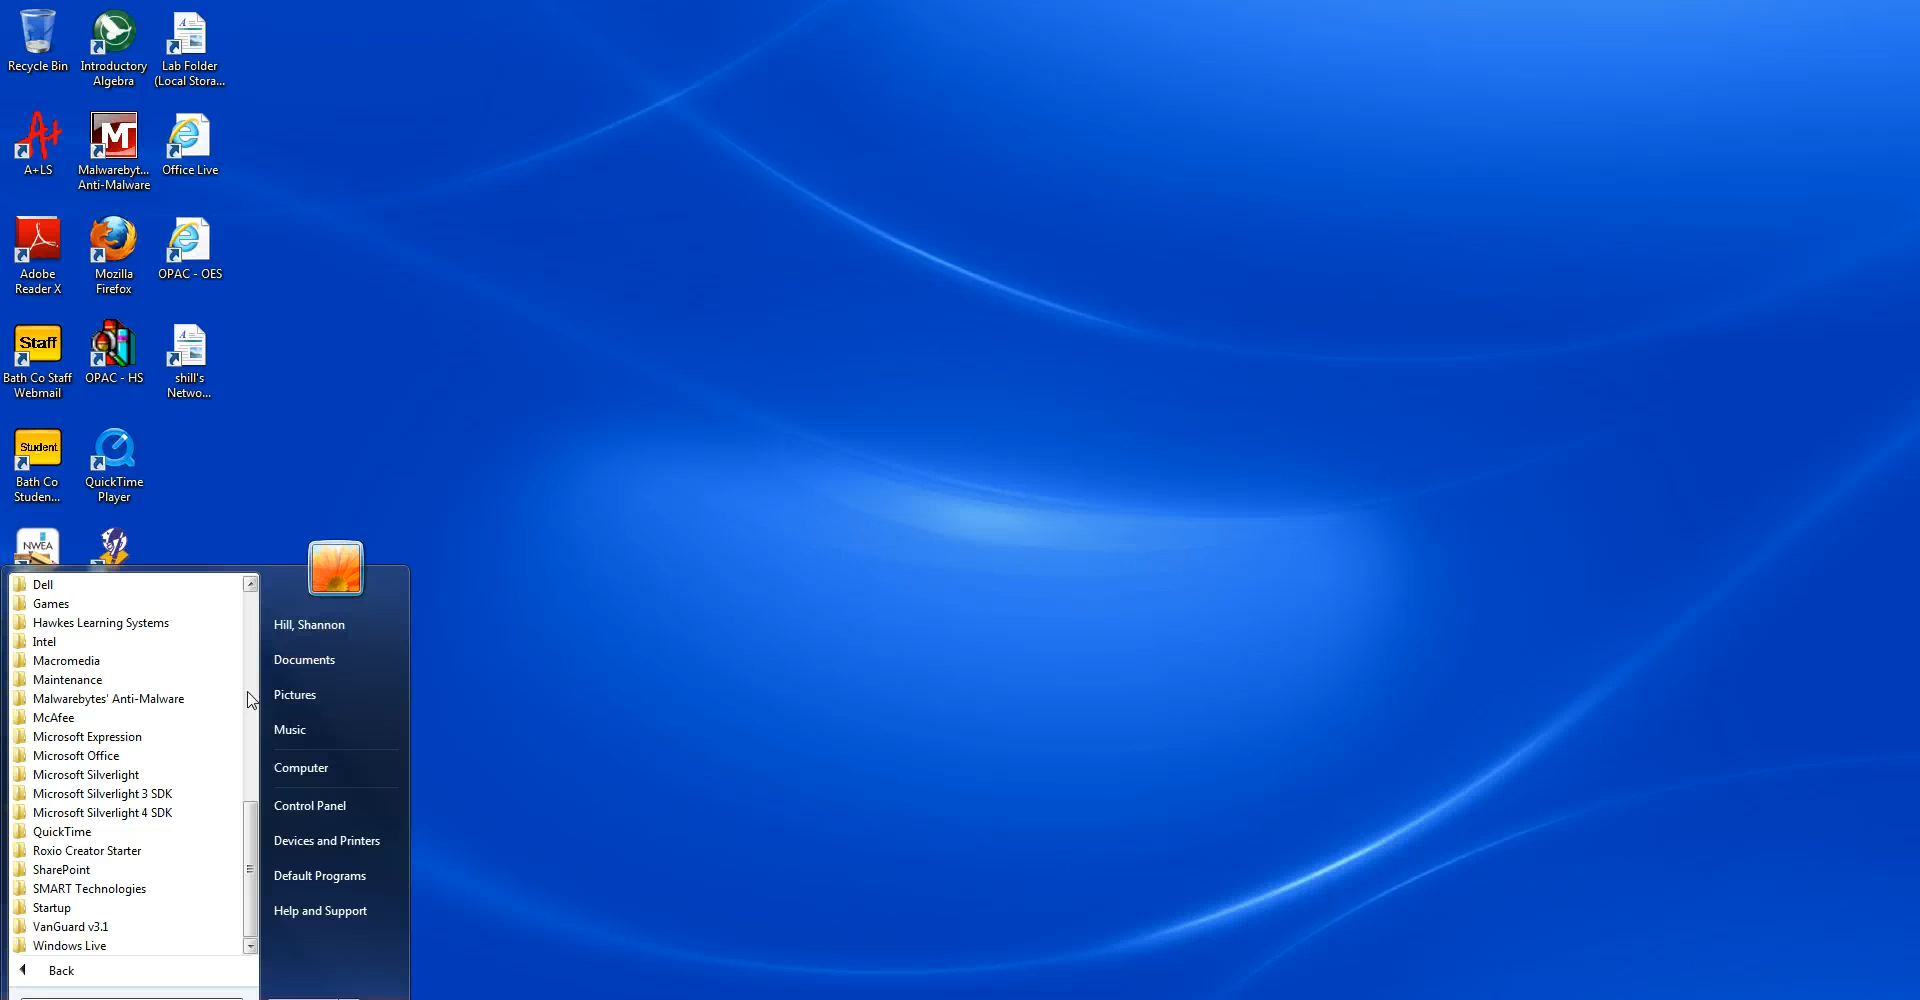 Recycle Bin
Introductory
Algebra
Lab Folder
(Local Stora...
A+
A+LS
M
Malwarebyt...
Anti-Malware
Office Live
Adobe
Reader X
Mozilla
Firefox
OPAC - OES
Staff
Bath Co Staff
Webmail
OPAC - HS
shill's
Netwo...
Student
Bath Co
Studen...
QuickTime
Player
NWEA
Dell
Games
Hawkes Learning Systems
Intel
Macromedia
Maintenance
Malwarebytes' Anti-Malware
McAfee
Microsoft Expression
Microsoft Office
Microsoft Silverlight
Microsoft Silverlight 3 SDK
Microsoft Silverlight 4 SDK
QuickTime
Roxio Creator Starter
SharePoint
SMART Technologies
Startup
VanGuard v3.1
Windows Live
Back
Hill, Shannon
Documents
Pictures
Music
Computer
Control Panel
Devices and Printers
Default Programs
Help and Support